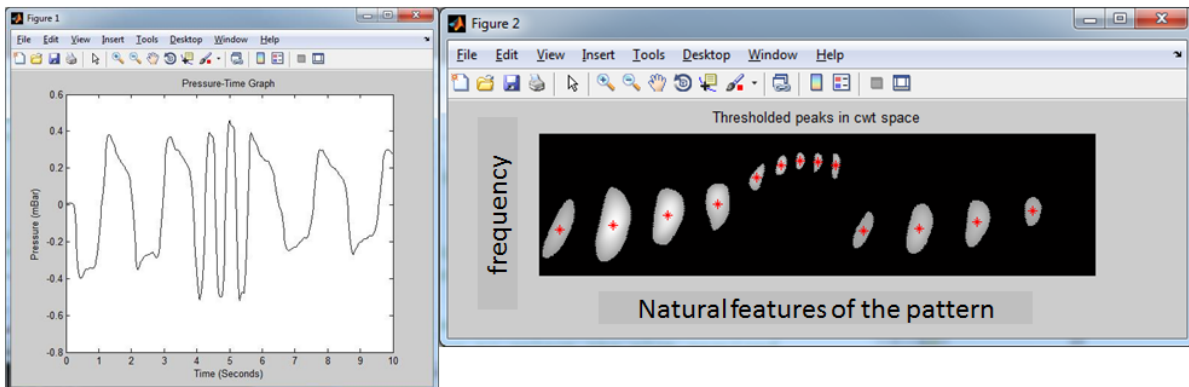 Figure 1
File Edit View Insert Tools Desktop Window Help
Pressure-Time Graph
Pressure (mBar)
0.6
0.4
0.2
0
-0.2
-0.4
-0.6
-0.8
0 1 2 3 4 5 6 7 8 9 10
Time (Seconds)
Figure 2
File Edit View Insert Tools Desktop Window Help
Thresholded peaks in cwt space
frequency
Natural features of the pattern